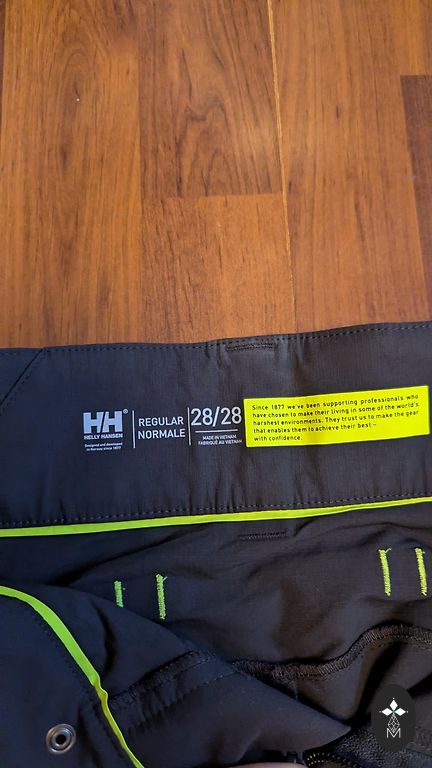 HH®
HELLY HANSEN
Designed and developed
in Norway since 1877
REGULAR
NORMALE
28/28
MADE IN VIETNAM
FABRIQUÉ AU VIETNAM
Since 1877 we've been supporting professionals who
have chosen to make their living in some of the world's
harshest environments. They trust us to make the gear
that enables them to achieve their best –
with confidence.
M